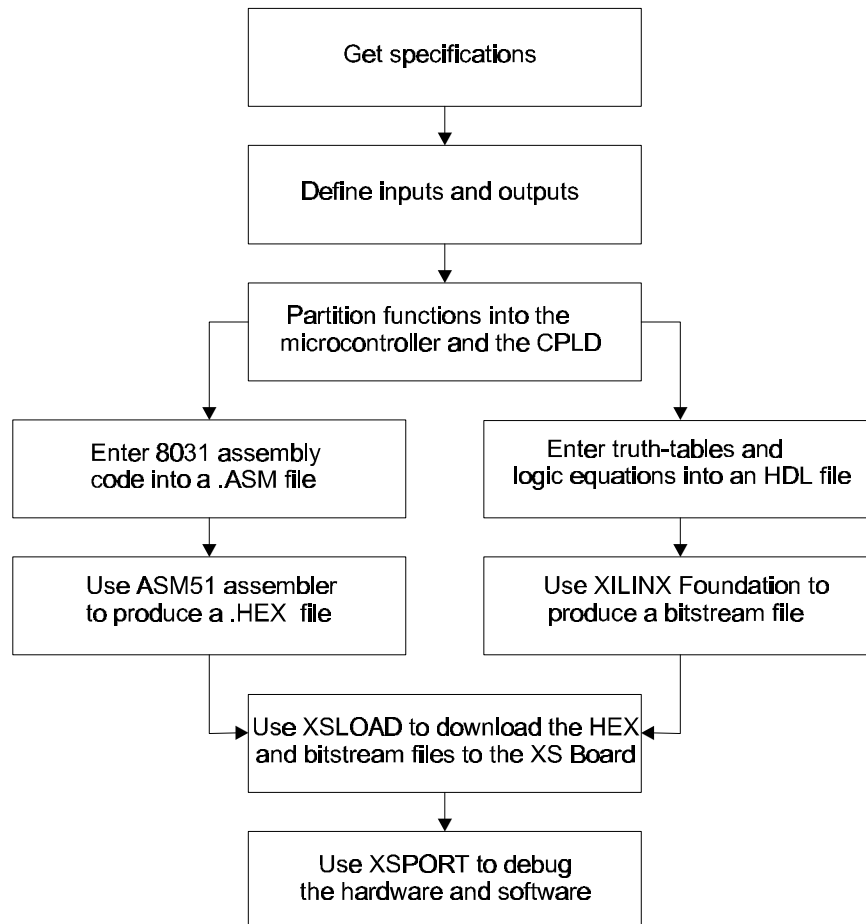 Get specifications
Define inputs and outputs
Partition functions into the
microcontroller and the CPLD
Enter 8031 assembly
code into a .ASM file
Enter truth-tables and
logic equations into an HDL file
Use ASM51 assembler
to produce a .HEX file
Use XILINX Foundation to
produce a bitstream file
Use XSLOAD to download the HEX
and bitstream files to the XS Board
Use XSPORT to debug
the hardware and software